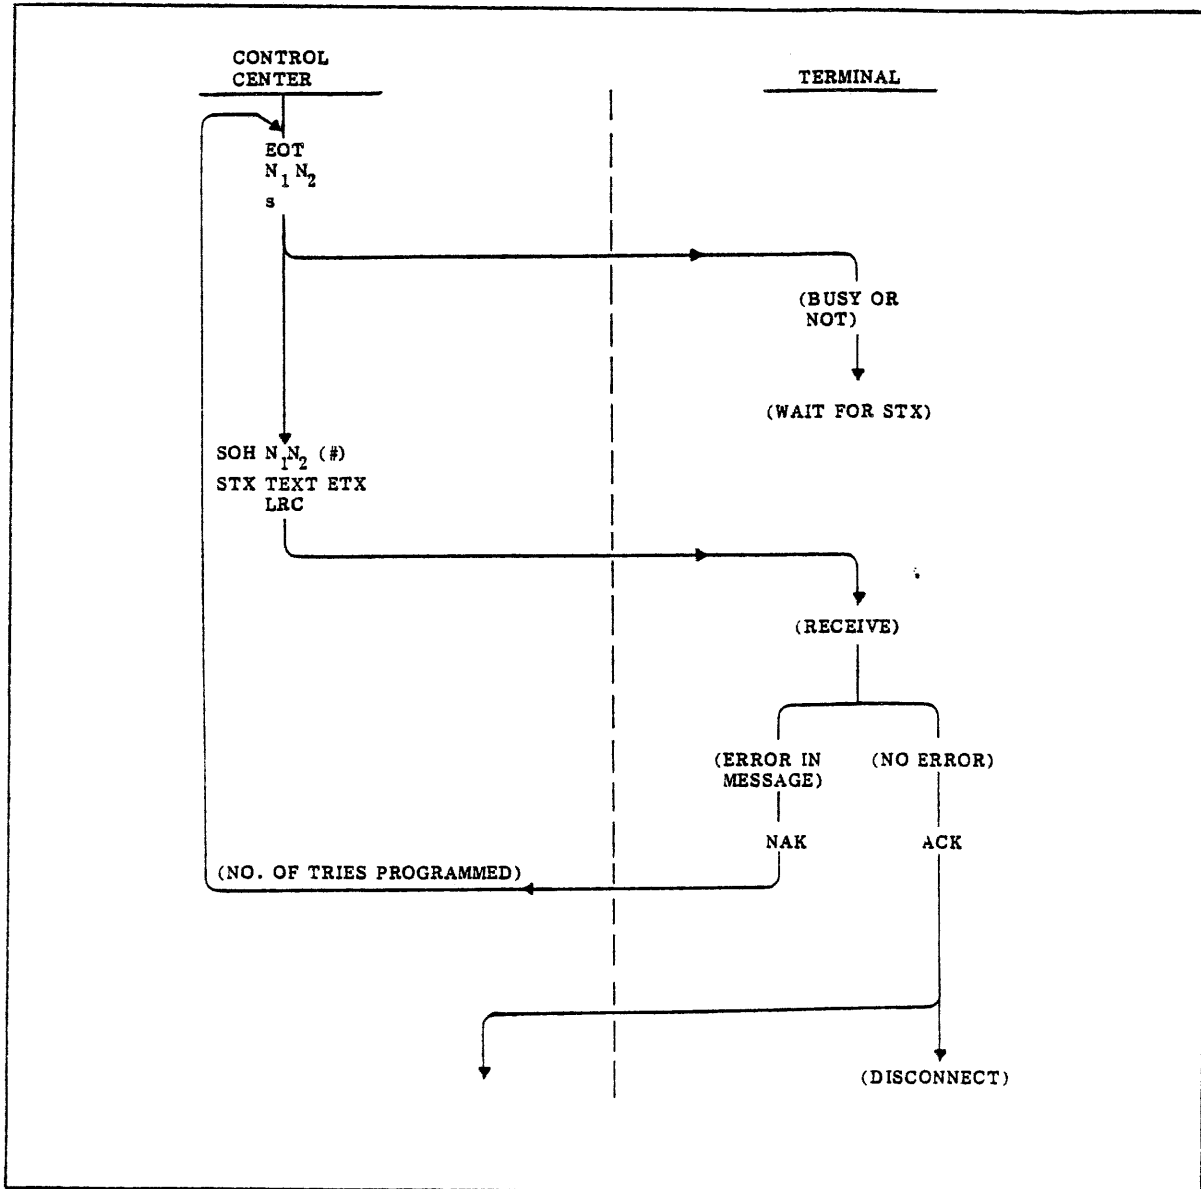 CONTROL
CENTER
TERMINAL
EOT
N1 N2
s
(BUSY OR
NOT)
(WAIT FOR STX)
SOH N1N2 (#)
STX TEXT ETX
LRC
(RECEIVE)
(ERROR IN
MESSAGE)
(NO ERROR)
NAK
ACK
(NO. OF TRIES PROGRAMMED)
(DISCONNECT)